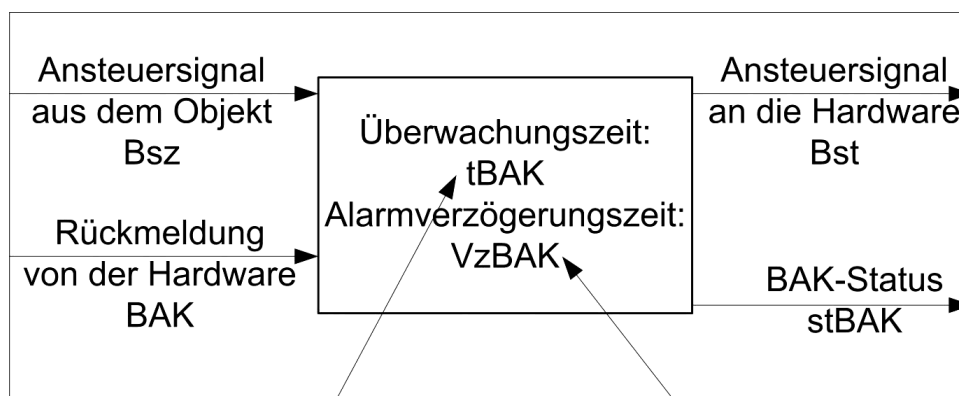 Ansteuersignal
aus dem Objekt
Bsz
Rückmeldung
von der Hardware
BAK
Überwachungszeit:
tBAK
Alarmverzögerungszeit:
VzBAK
Ansteuersignal
an die Hardware
Bst
BAK-Status
stBAK